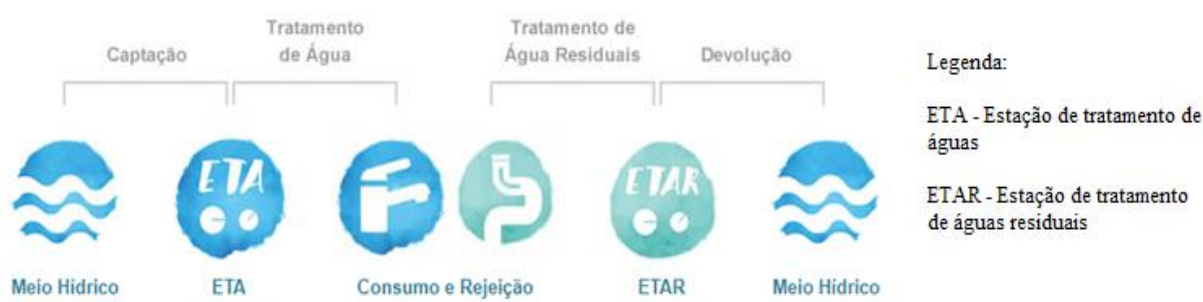 Captação
Tratamento
de Água
Tratamento de
Água Residuais
Devolução
ETA
ETAR
Meio Hídrico
ETA
Consumo e Rejeição
ETAR
Meio Hídrico
Legenda:
ETA - Estação de tratamento de
águas
ETAR - Estação de tratamento
de águas residuais